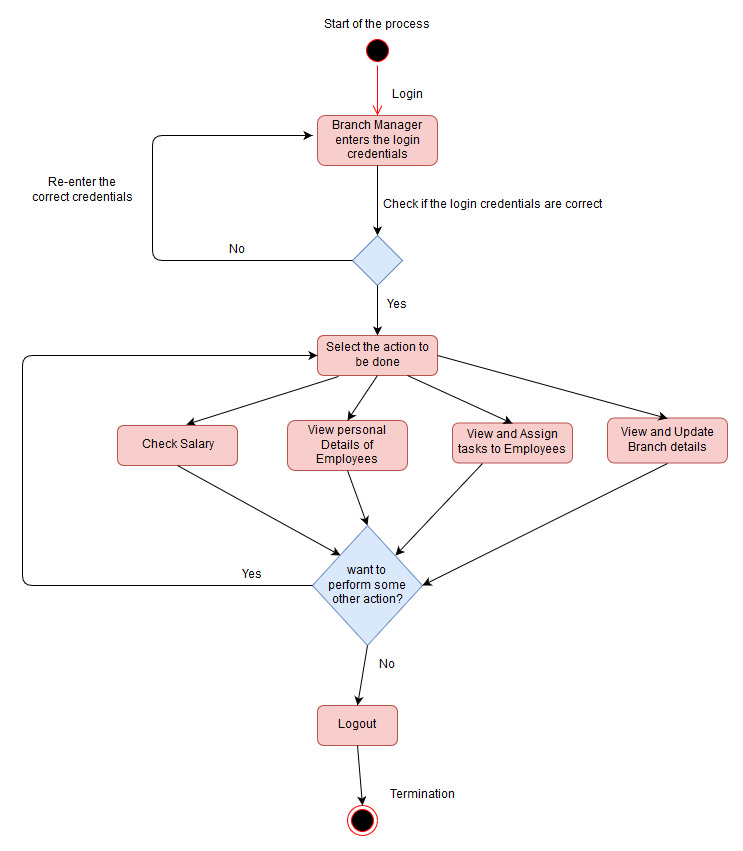 Start of the process
Login
Branch Manager
enters the login
credentials
Re-enter the
correct credentials
Check if the login credentials are correct
No
Yes
Select the action to
be done
Check Salary
View personal
Details of
Employees
View and Assign
tasks to Employees
View and Update
Branch details
want to
perform some
other action?
Yes
No
Logout
Termination